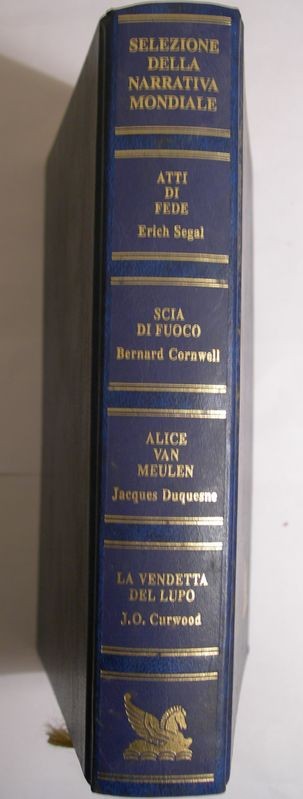 SELEZIONE
DELLA
NARRATIVA
MONDIALE
ATTI
DI
FEDE
Erich Segal
SCIA
DI FUOCO
Bernard Cornwell
ALICE
VAN
MEULEN
Jacques Duquesne
LA VENDETTA
DEL LUPO
J.O. Curwood